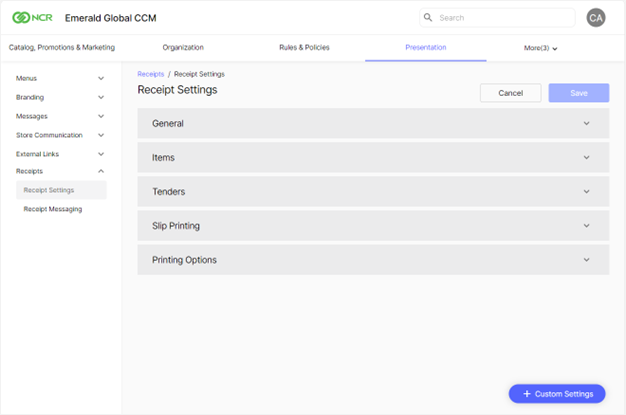 NCR Emerald Global CCM Search CA
Catalog, Promotions & Marketing Organization Rules & Policies Presentation More(3)
Menus
Branding
Messages
Store Communication
External Links
Receipts
Receipt Settings
Receipt Messaging
Receipts / Receipt Settings
Receipt Settings Cancel Save
General
Items
Tenders
Slip Printing
Printing Options
+ Custom Settings